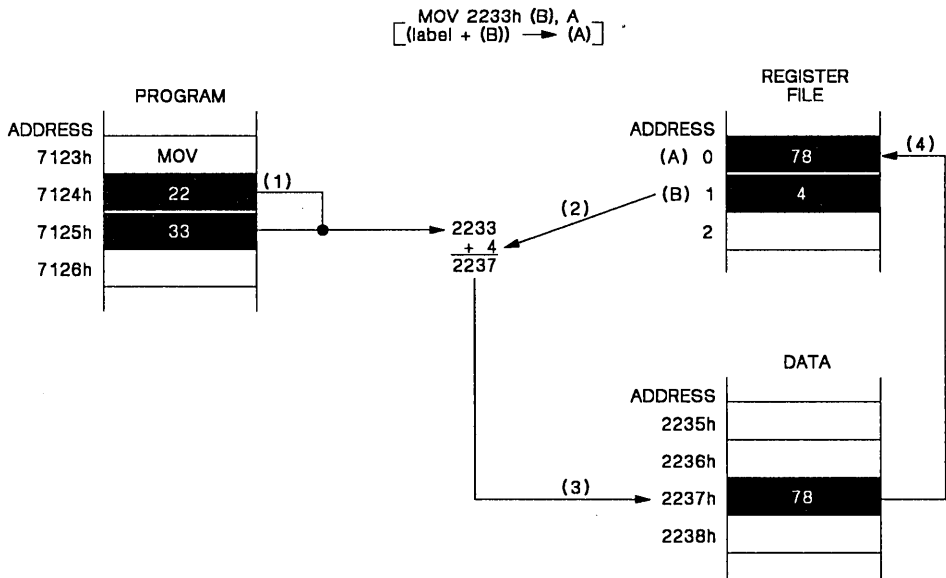 MOV 2233h (B), A
[(label + (B)) → (A)]
PROGRAM
ADDRESS
7123h MOV
7124h 22 (1)
7125h 33
7126h
2233
+ 4
2237
(2)
REGISTER
FILE
ADDRESS
(A) 0 78 (4)
(B) 1 4
2
DATA
ADDRESS
2235h
2236h
(3) 2237h 78
2238h